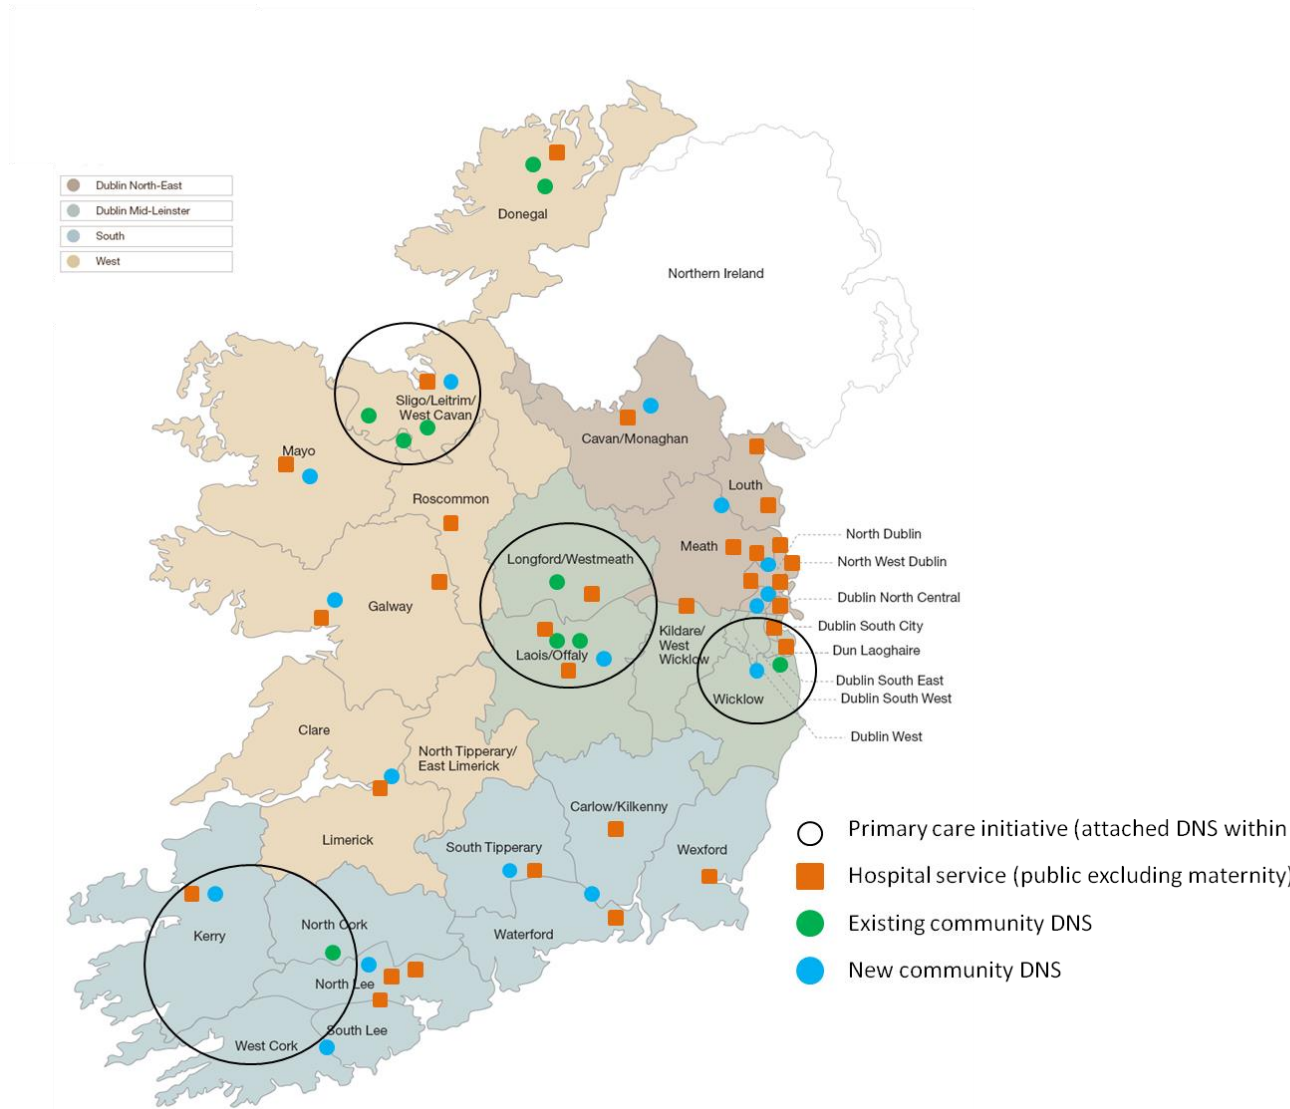 Donegal
Dublin North-East
Dublin Mid-Leinster
South
West
Northern Ireland
Sligo/Leitrim/
West Cavan
Cavan/Monaghan
Mayo
Roscommon
Louth
Meath
North Dublin
North West Dublin
Longford/Westmeath
Galway
Dublin North Central
Dublin South City
Kildare/
West
Wicklow
Laois/Offaly
Dun Laoghaire
Dublin South East
Dublin South West
Wicklow
Dublin West
Clare
North Tipperary/
East Limerick
Carlow/Kilkenny
Limerick
South Tipperary
Wexford
Primary care initiative (attached DNS within
Hospital service (public excluding maternity)
Existing community DNS
New community DNS
North Cork
Kerry
Waterford
North Lee
South Lee
West Cork